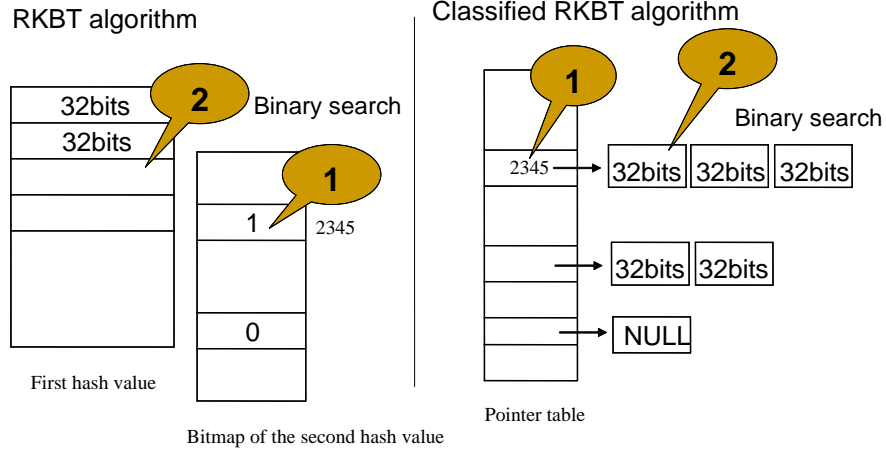 RKBT algorithm
32bits
32bits
2
Binary search
1
1
2345
0
First hash value
Bitmap of the second hash value
Classified RKBT algorithm
1
2
Binary search
2345
32bits 32bits 32bits
32bits 32bits
NULL
Pointer table